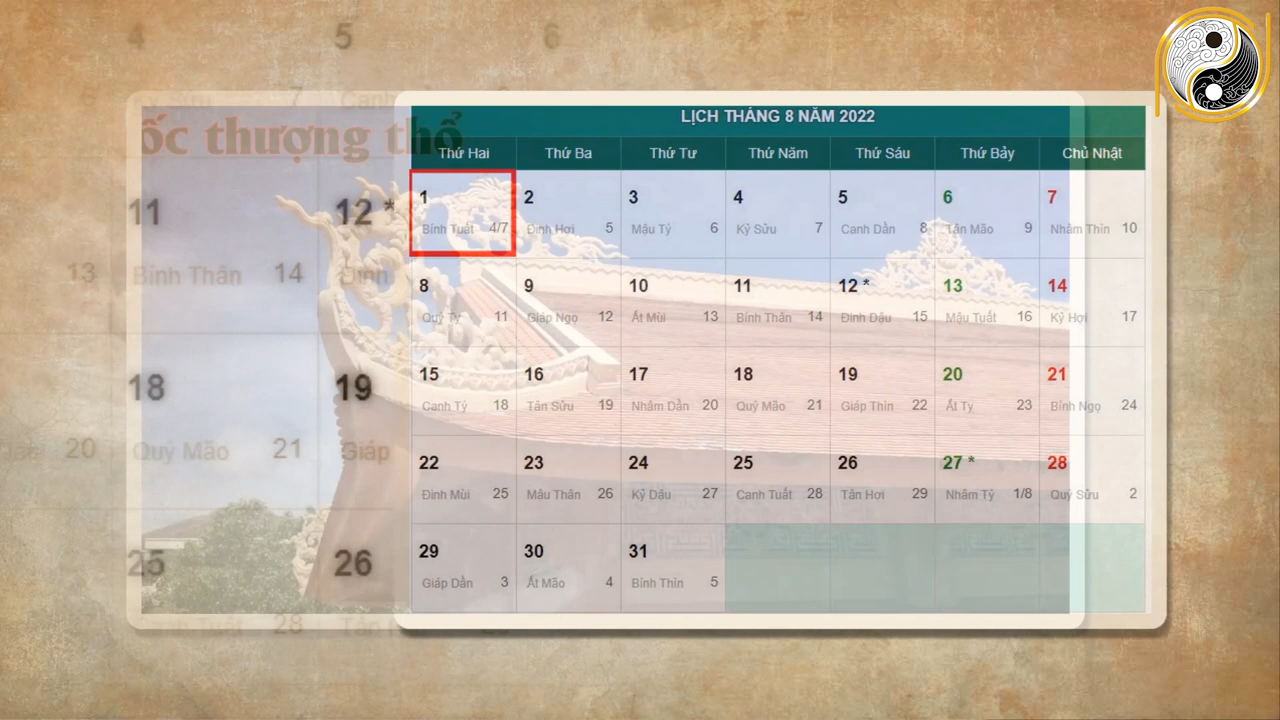 4 5 6
ốc thượng thổ
LỊCH THÁNG 8 NĂM 2022
Thứ Hai Thứ Ba Thứ Tư Thứ Năm Thứ Sáu Thứ Bảy Chủ Nhật
1 2 3 4 5 6 7
Bính Tuất 4/7 Đinh Hợi 5 Mậu Tý 6 Kỷ Sửu 7 Canh Dần 8 Tân Mão 9 Nhâm Thìn 10
8 9 10 11 12 * 13 14
Quý Tỵ 11 Giáp Ngọ 12 Ất Mùi 13 Bính Thân 14 Đinh Dậu 15 Mậu Tuất 16 Kỷ Hợi 17
15 16 17 18 19 20 21
Canh Tý 18 Tân Sửu 19 Nhâm Dần 20 Quý Mão 21 Giáp Thìn 22 Ất Tỵ 23 Bính Ngọ 24
22 23 24 25 26 27 * 28
Đinh Mùi 25 Mậu Thân 26 Kỷ Dậu 27 Canh Tuất 28 Tân Hợi 29 Nhâm Tý 1/8 Quý Sửu 2
29 30 31
Giáp Dần 3 Ất Mão 4 Bính Thìn 5
11 12 *
13 Bính Thân 14 Đinh
18 19
20 Quý Mão 21 Giáp
25 26
28